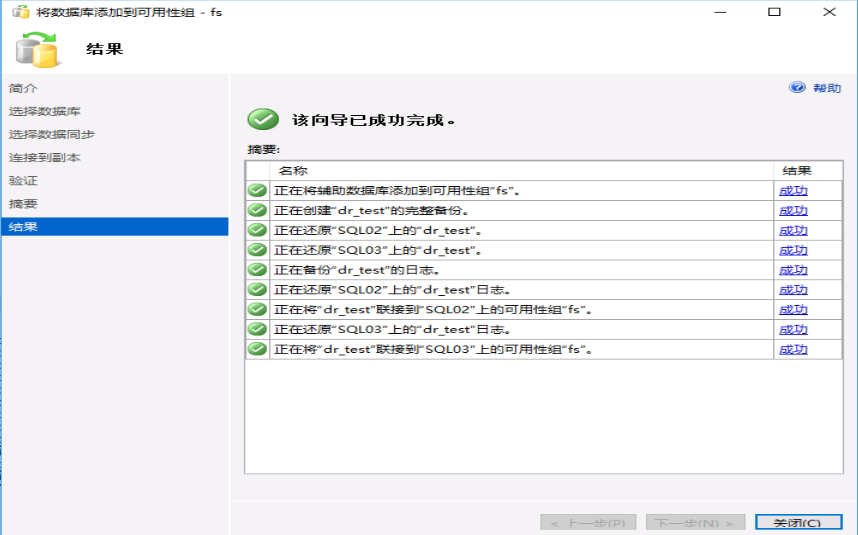 将数据库添加到可用性组 - fs
结果
简介
选择数据库
选择数据同步
连接到副本
验证
摘要
结果
帮助
该向导已成功完成。
摘要:
名称 结果
正在将辅助数据库添加到可用性组“fs”。 成功
正在创建“dr_test”的完整备份。 成功
正在还原“SQL02”上的“dr_test”。 成功
正在还原“SQL03”上的“dr_test”。 成功
正在备份“dr_test”的日志。 成功
正在还原“SQL02”上的“dr_test”日志。 成功
正在将“dr_test”联接到“SQL02”上的可用性组“fs”。 成功
正在还原“SQL03”上的“dr_test”日志。 成功
正在将“dr_test”联接到“SQL03”上的可用性组“fs”。 成功
< 上一步(P) 下一步(N) > 关闭(C)